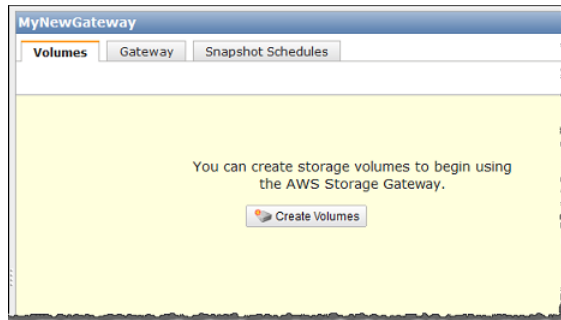 MyNewGateway
Volumes Gateway Snapshot Schedules
You can create storage volumes to begin using
the AWS Storage Gateway.
Create Volumes